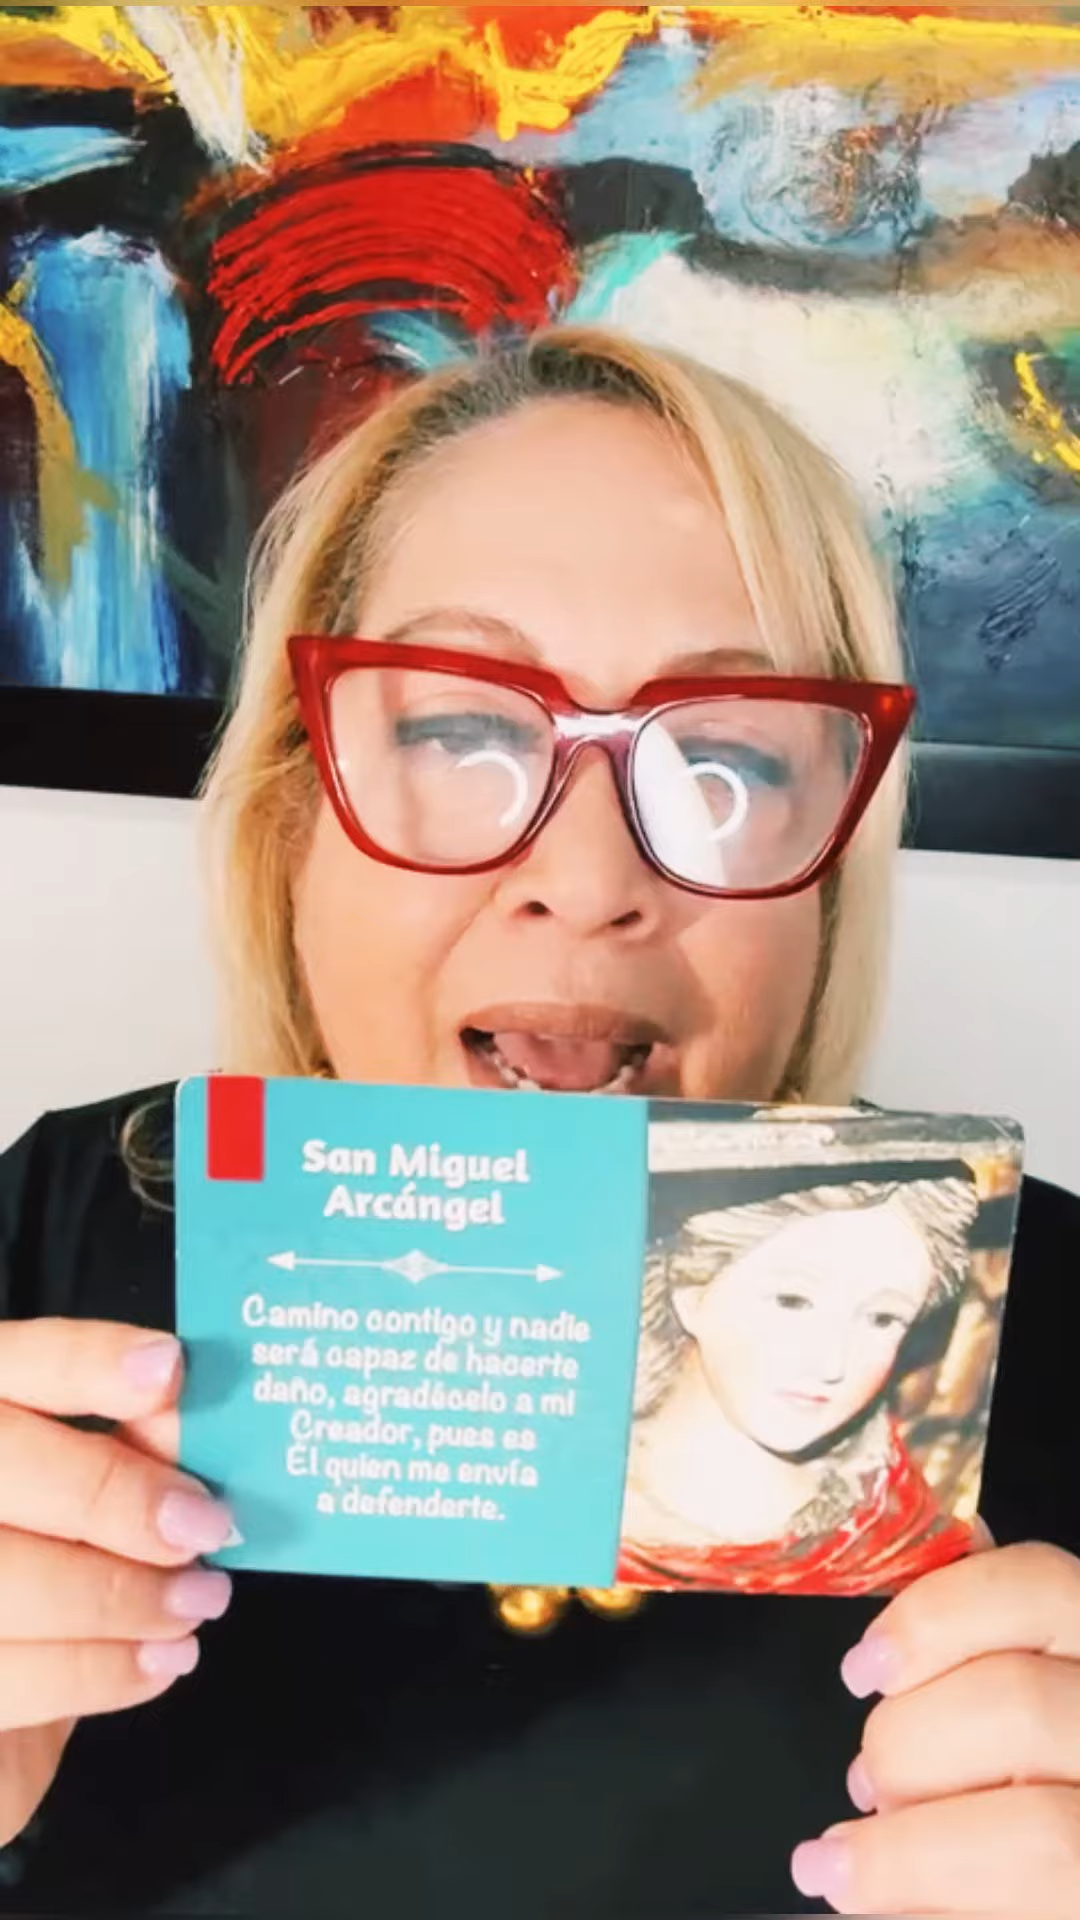 San Miguel
Arcángel
Camino contigo y nadie
será capaz de hacerte
daño, agradécelo a mi
Creador, pues es
Él quien me envía
a defenderte.